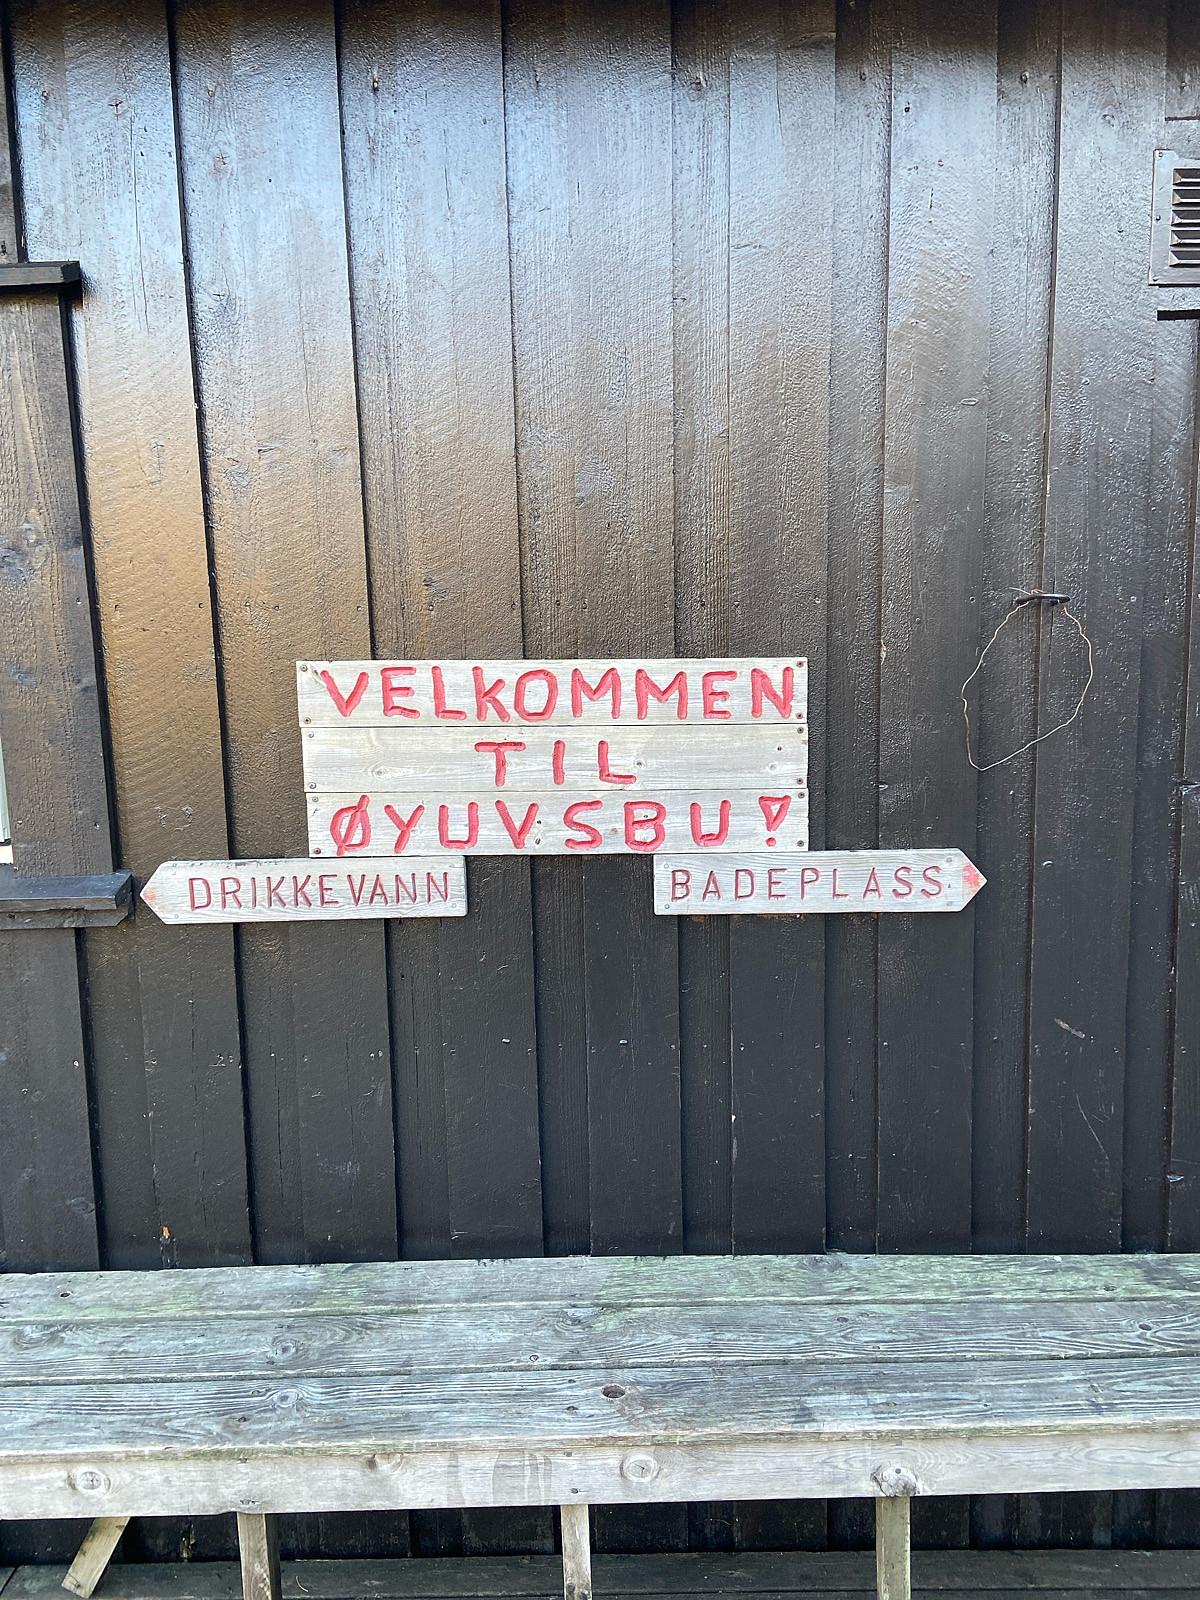 VELKOMMEN
TIL
ØYUVSBU!
DRIKKEVANN
BADEPLASS